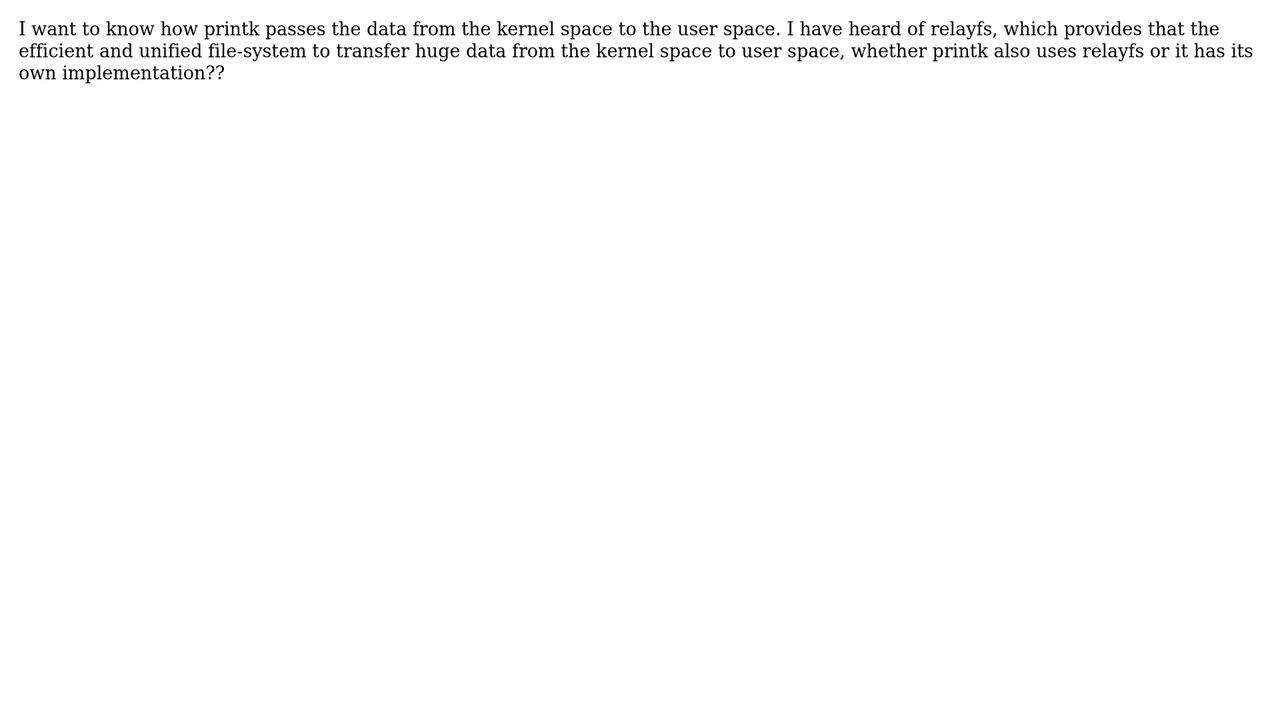 I want to know how printk passes the data from the kernel space to the user space. I have heard of relayfs, which provides that the
efficient and unified file-system to transfer huge data from the kernel space to user space, whether printk also uses relayfs or it has its
own implementation??